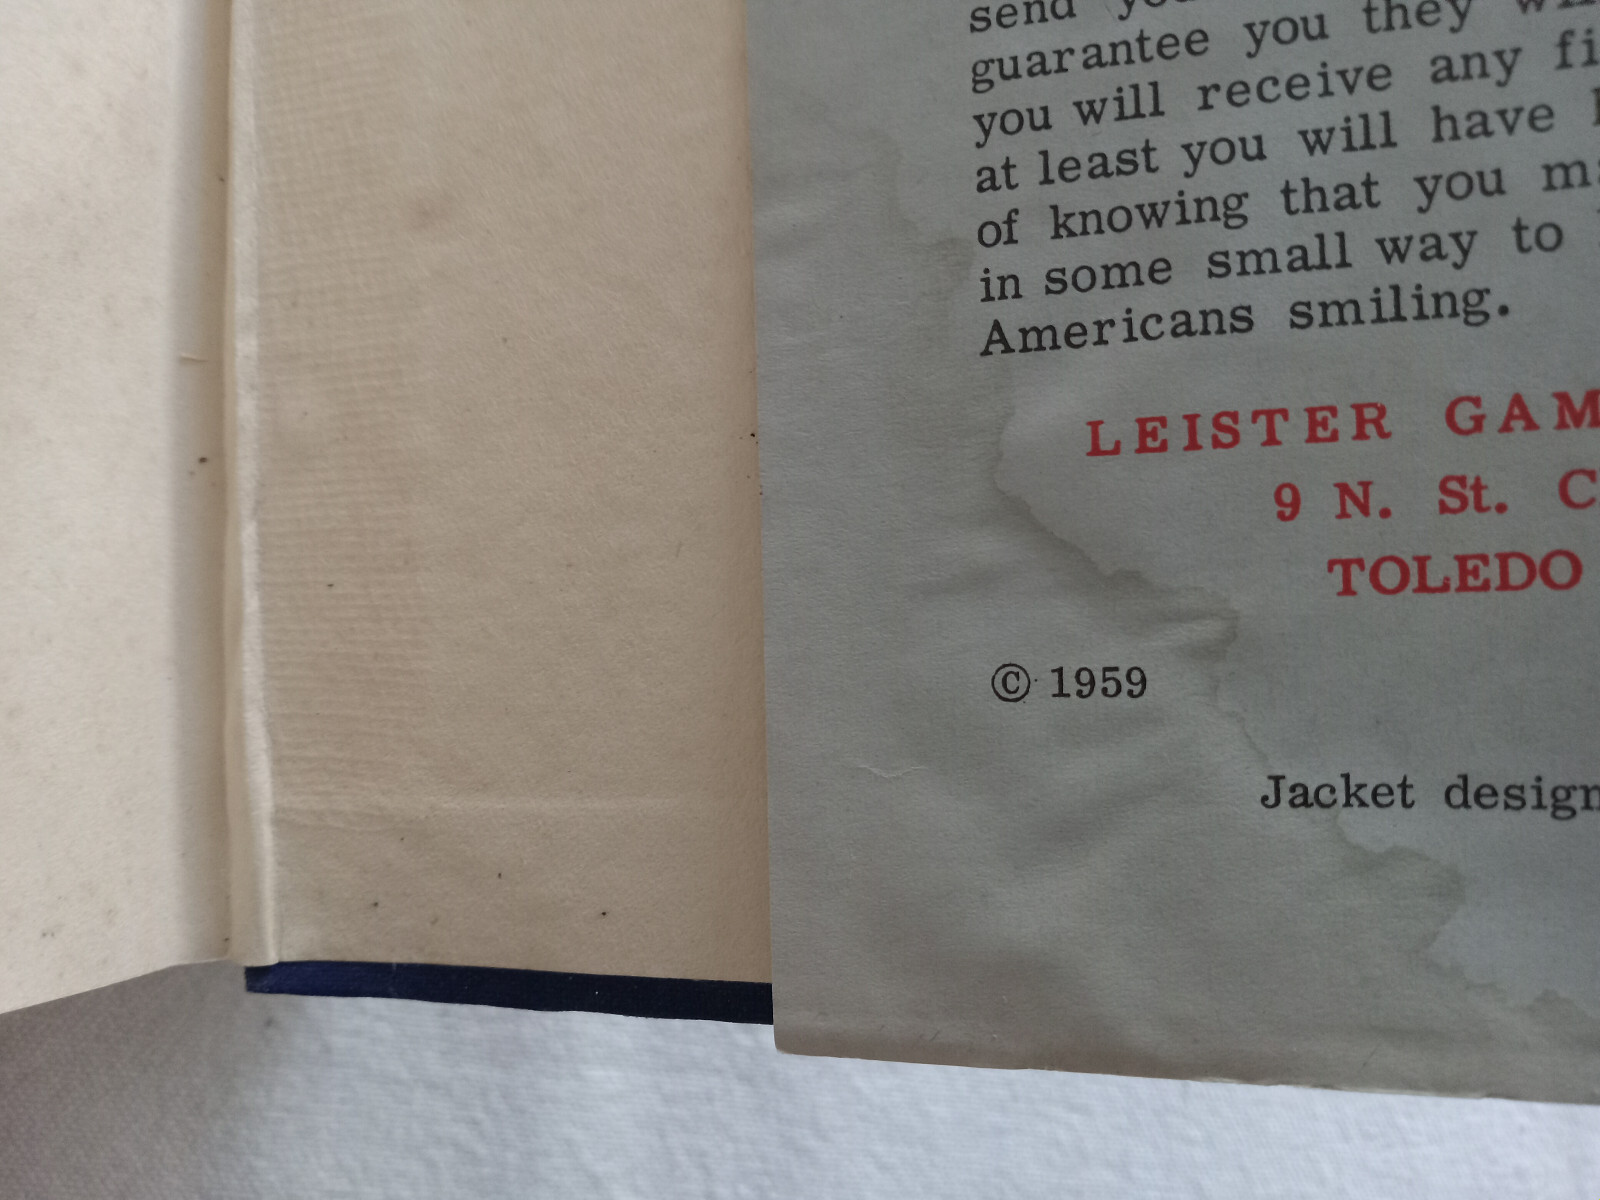 send
guarantee you they
you will receive any
at least you will have
of knowing that you
in some small way to
Americans smiling.
LEISTER
9 N. St.
TOLEDO
© 1959
Jacket design